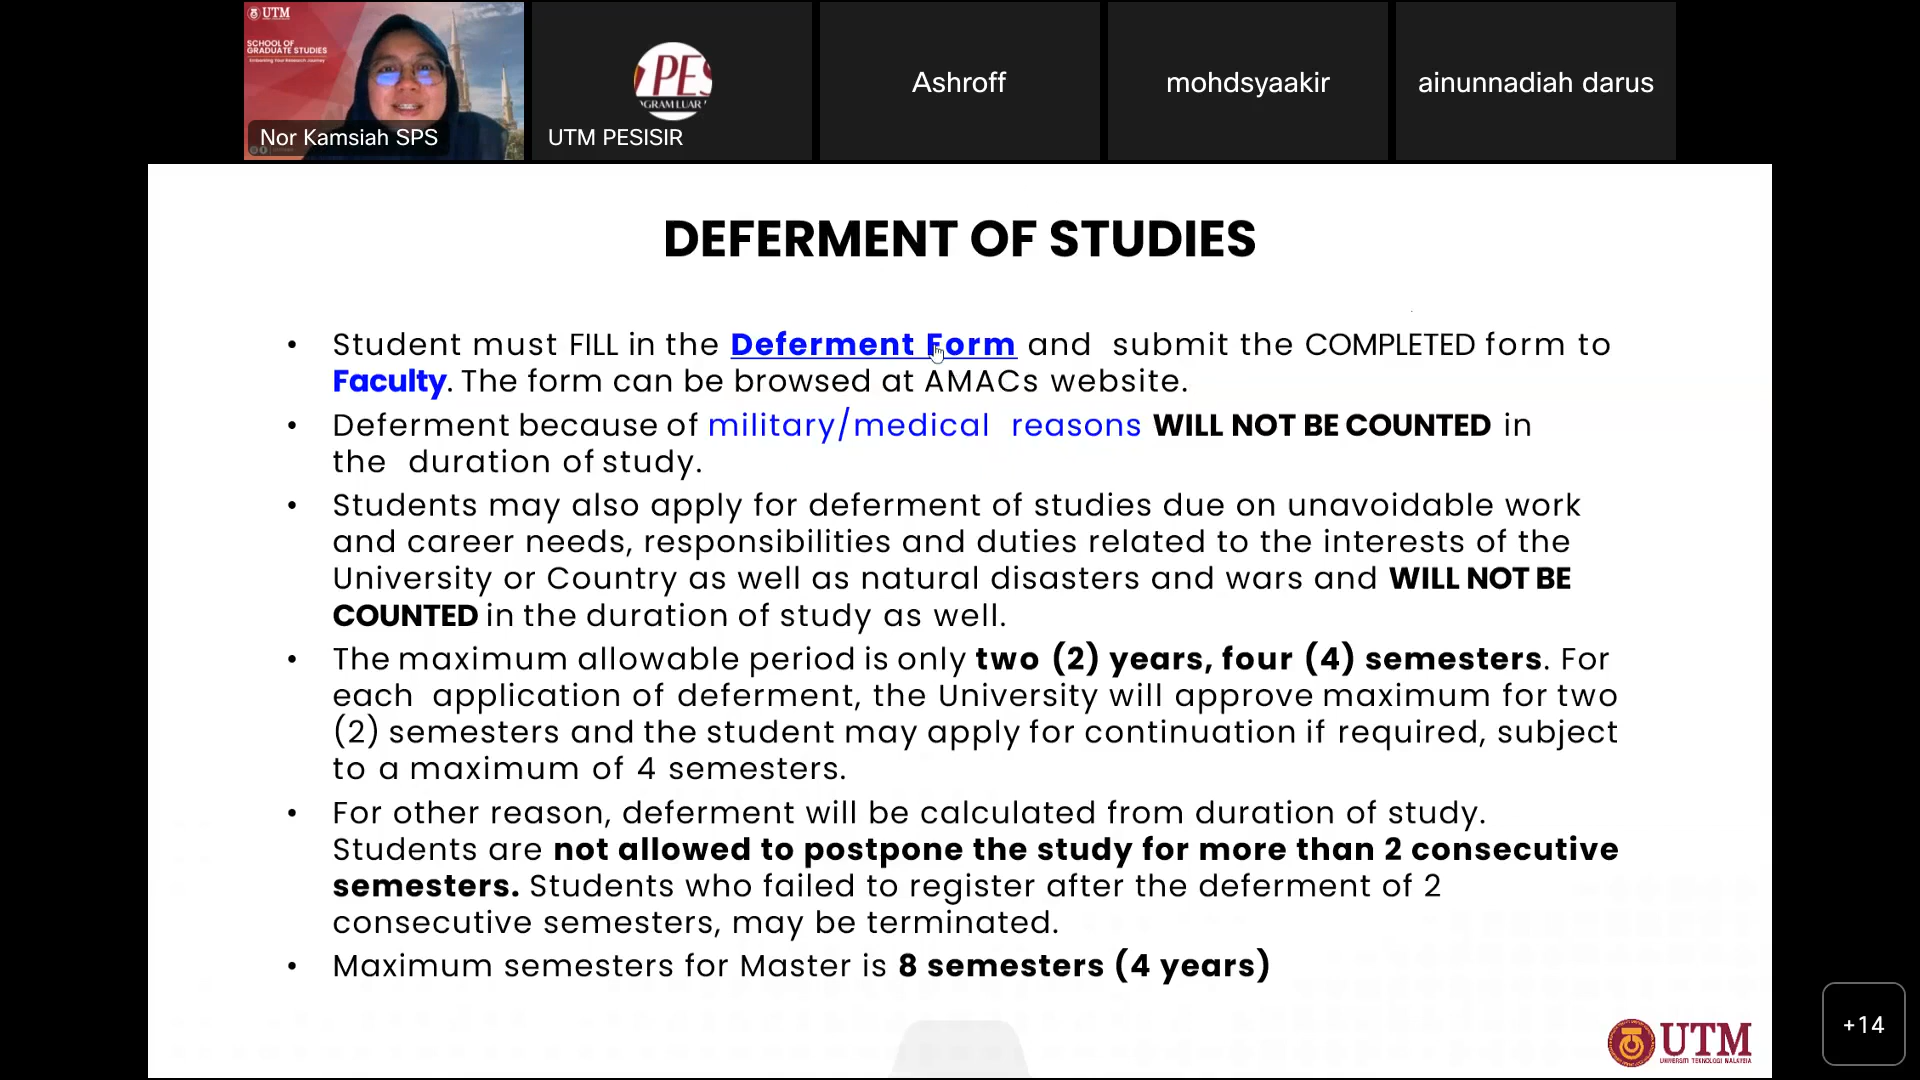 UTM
SCHOOL OF
GRADUATE STUDIES
Embarking Your Research Journey
Nor Kamsiah SPS
PES
OGRAM LUAR
UTM PESISIR
Ashroff
mohdsyaakir
ainunnadiah darus
DEFERMENT OF STUDIES
• Student must FILL in the Deferment Form and submit the COMPLETED form to
Faculty. The form can be browsed at AMACs website.
• Deferment because of military/medical reasons WILL NOT BE COUNTED in
the duration of study.
• Students may also apply for deferment of studies due on unavoidable work
and career needs, responsibilities and duties related to the interests of the
University or Country as well as natural disasters and wars and WILL NOT BE
COUNTED in the duration of study as well.
• The maximum allowable period is only two (2) years, four (4) semesters. For
each application of deferment, the University will approve maximum for two
(2) semesters and the student may apply for continuation if required, subject
to a maximum of 4 semesters.
• For other reason, deferment will be calculated from duration of study.
Students are not allowed to postpone the study for more than 2 consecutive
semesters. Students who failed to register after the deferment of 2
consecutive semesters, may be terminated.
• Maximum semesters for Master is 8 semesters (4 years)
UTM
UNIVERSITI TEKNOLOGI MALAYSIA
+14